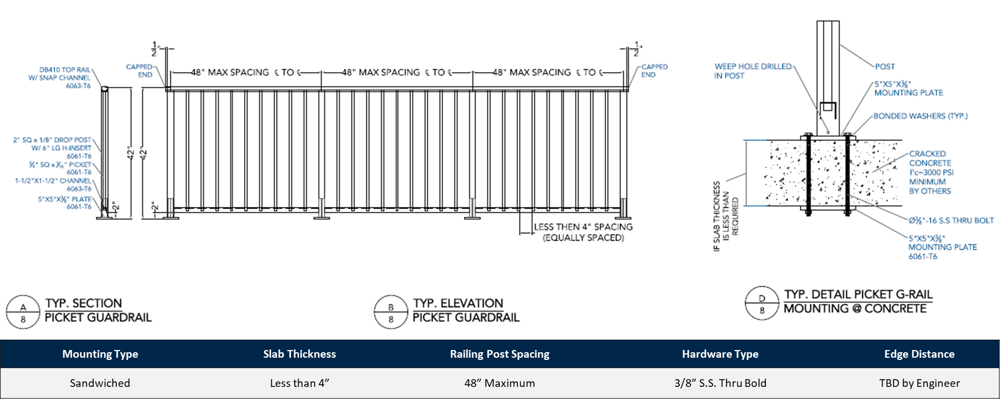 DB410 TOP RAIL
W/ SNAP CHANNEL
6063-T6
2" SQ x 1/8" DROP POST
W/ 6" LG H-INSERT
6061-T6
¾" SQ x 1/16" PICKET
6061-T6
1-1/2"X1-1/2" CHANNEL
6063-T6
5"X5"X⅜" PLATE
6061-T6
42"
2"
1/2"
CAPPED
END
48" MAX SPACING ℄ TO ℄
48" MAX SPACING ℄ TO ℄
48" MAX SPACING ℄ TO ℄
1/2"
CAPPED
END
42"
2"
LESS THEN 4" SPACING
(EQUALLY SPACED)
WEEP HOLE DRILLED
IN POST
POST
5"X5"X⅜"
MOUNTING PLATE
BONDED WASHERS (TYP.)
CRACKED
CONCRETE
f'c=3000 PSI
MINIMUM
BY OTHERS
IF SLAB THICKNESS
IS LESS THAN
REQUIRED
Ø⅜"-16 S.S THRU BOLT
5"X5"X⅜"
MOUNTING PLATE
6061-T6
A
8
TYP. SECTION
PICKET GUARDRAIL
B
8
TYP. ELEVATION
PICKET GUARDRAIL
D
8
TYP. DETAIL PICKET G-RAIL
MOUNTING @ CONCRETE
Mounting Type Slab Thickness Railing Post Spacing Hardware Type Edge Distance
Sandwiched Less than 4” 48” Maximum 3/8” S.S. Thru Bold TBD by Engineer